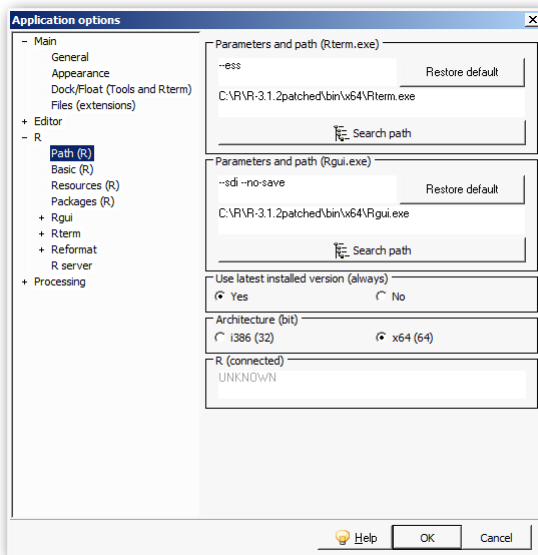 Application options
Main
General
Appearance
Dock/Float (Tools and Rterm)
Files (extensions)
Editor
R
Path (R)
Basic (R)
Resources (R)
Packages (R)
Rgui
Rterm
Reformat
R server
Processing
Parameters and path (Rterm.exe)
--ess
Restore default
C:\R\R-3.1.2patched\bin\x64\Rterm.exe
Search path
Parameters and path (Rgui.exe)
--sdi --no-save
Restore default
C:\R\R-3.1.2patched\bin\x64\Rgui.exe
Search path
Use latest installed version (always)
Yes No
Architecture (bit)
i386 (32) x64 (64)
R (connected)
UNKNOWN
Help OK Cancel